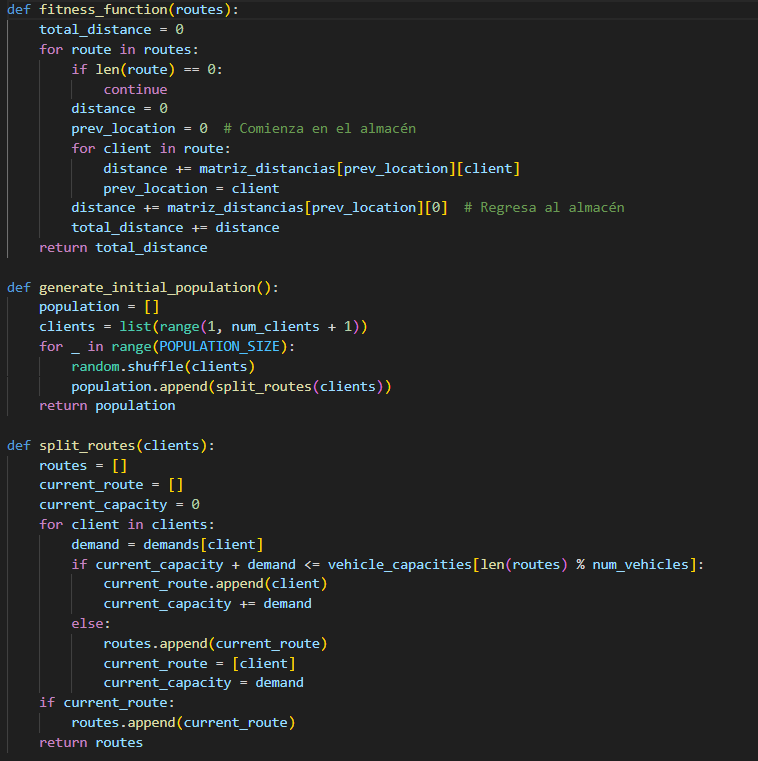 def fitness_function(routes):
    total_distance = 0
    for route in routes:
        if len(route) == 0:
            continue
        distance = 0
        prev_location = 0  # Comienza en el almacén
        for client in route:
            distance += matriz_distancias[prev_location][client]
            prev_location = client
        distance += matriz_distancias[prev_location][0]  # Regresa al almacén
        total_distance += distance
    return total_distance

def generate_initial_population():
    population = []
    clients = list(range(1, num_clients + 1))
    for _ in range(POPULATION_SIZE):
        random.shuffle(clients)
        population.append(split_routes(clients))
    return population

def split_routes(clients):
    routes = []
    current_route = []
    current_capacity = 0
    for client in clients:
        demand = demands[client]
        if current_capacity + demand <= vehicle_capacities[len(routes) % num_vehicles]:
            current_route.append(client)
            current_capacity += demand
        else:
            routes.append(current_route)
            current_route = [client]
            current_capacity = demand
    if current_route:
        routes.append(current_route)
    return routes